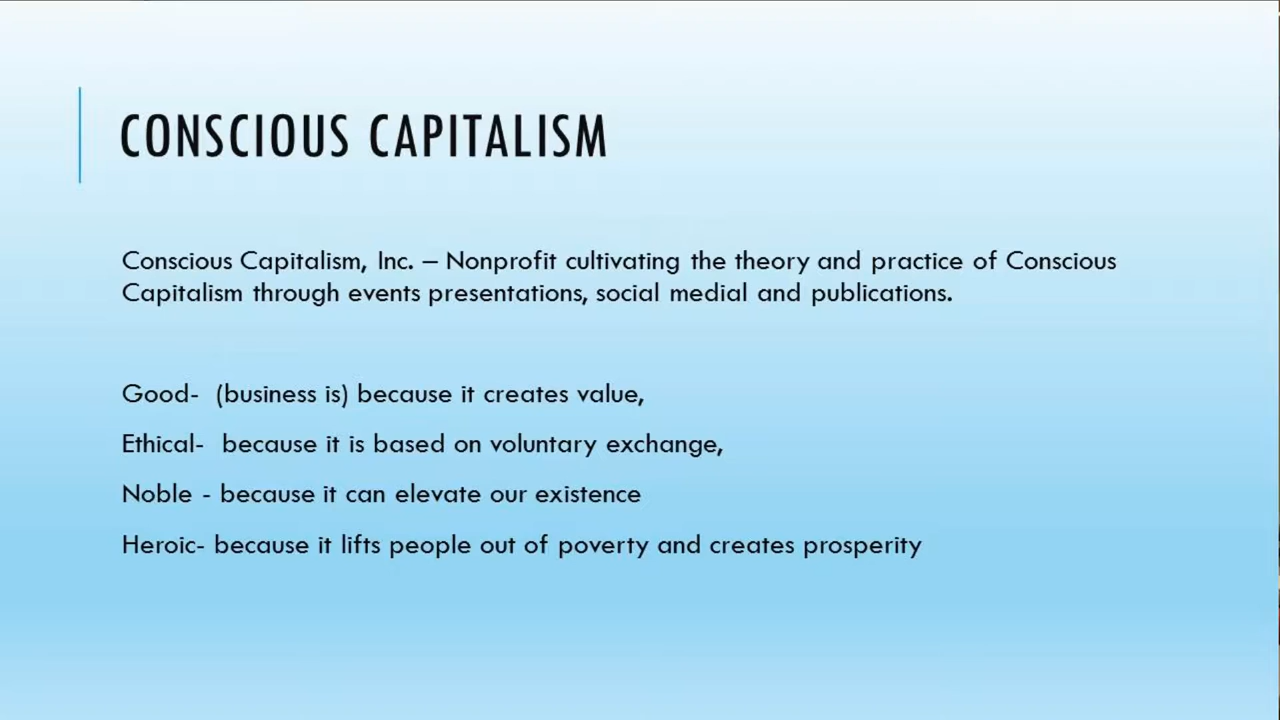 CONSCIOUS CAPITALISM
Conscious Capitalism, Inc. – Nonprofit cultivating the theory and practice of Conscious
Capitalism through events presentations, social medial and publications.
Good-  (business is) because it creates value,
Ethical-  because it is based on voluntary exchange,
Noble - because it can elevate our existence
Heroic- because it lifts people out of poverty and creates prosperity